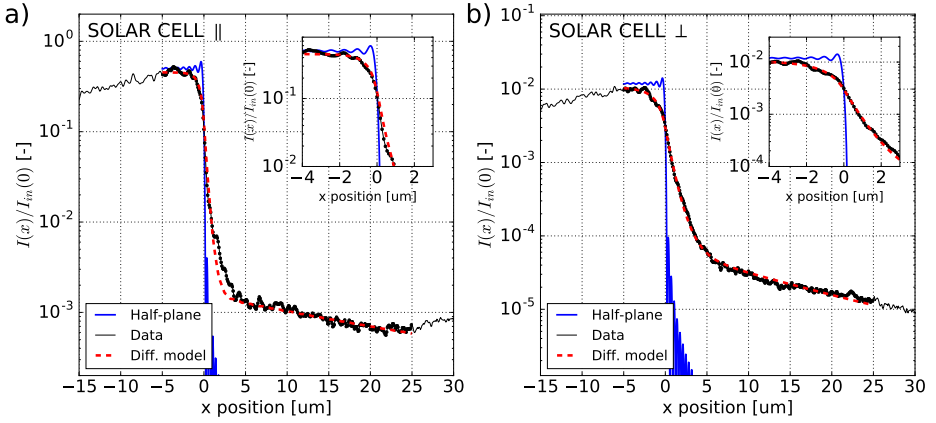 a)
SOLAR CELL ∥
I(x)/I_in(0) [-]
10^0
10^-1
10^-2
10^-3
−15 −10 −5 0 5 10 15 20 25 30
x position [um]
Half-plane
Data
Diff. model
I(x)/I_in(0) [-]
10^0
10^-1
10^-2
−4 −2 0 2
x position [um]
b)
SOLAR CELL ⊥
I(x)/I_in(0) [-]
10^-1
10^-2
10^-3
10^-4
10^-5
−15 −10 −5 0 5 10 15 20 25 30
x position [um]
Half-plane
Data
Diff. model
I(x)/I_in(0) [-]
10^-1
10^-2
10^-3
10^-4
−4 −2 0 2
x position [um]